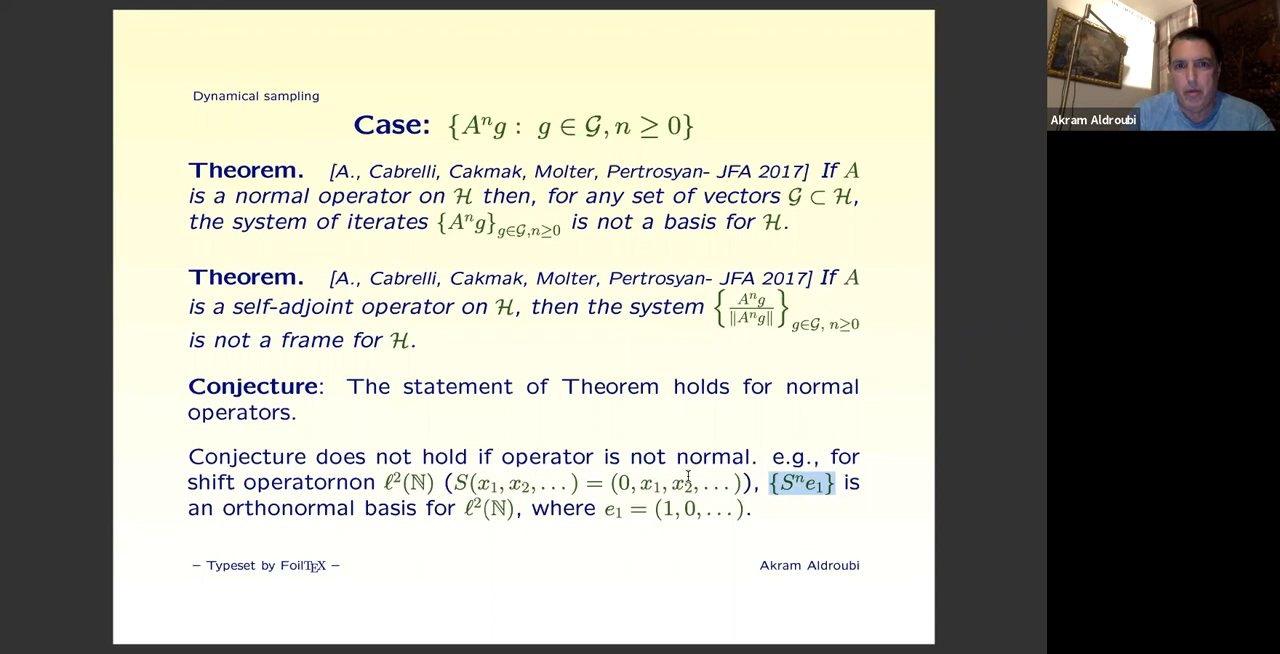 Dynamical sampling
Case: {Aⁿg : g ∈ 𝒢, n ≥ 0}
Theorem. [A., Cabrelli, Cakmak, Molter, Pertrosyan- JFA 2017] If A
is a normal operator on ℋ then, for any set of vectors 𝒢 ⊂ ℋ,
the system of iterates {Aⁿg}_{g∈𝒢,n≥0} is not a basis for ℋ.
Theorem. [A., Cabrelli, Cakmak, Molter, Pertrosyan- JFA 2017] If A
is a self-adjoint operator on ℋ, then the system {Aⁿg/‖Aⁿg‖}_{g∈𝒢, n≥0}
is not a frame for ℋ.
Conjecture: The statement of Theorem holds for normal
operators.
Conjecture does not hold if operator is not normal. e.g., for
shift operatornon ℓ²(ℕ) (S(x₁, x₂, . . .) = (0, x₁, x₂, . . .)), {Sⁿe₁} is
an orthonormal basis for ℓ²(ℕ), where e₁ = (1, 0, . . .).
– Typeset by FoilTEX –
Akram Aldroubi
Akram Aldroubi